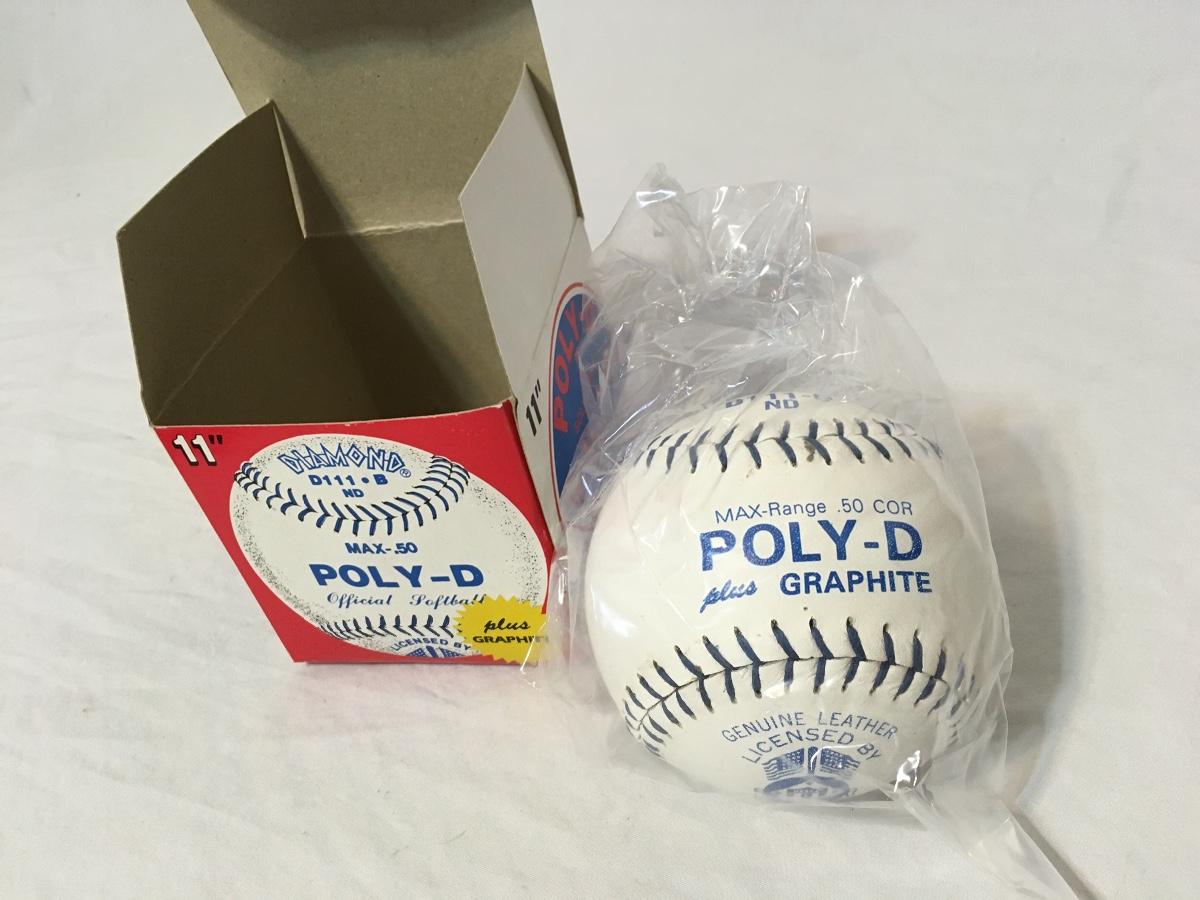 11"
DIAMOND®
D111 • B
ND
MAX-.50
POLY-D
Official Softball
plus
GRAPHITE
LICENSED BY
11"
POLY-
ND
MAX-Range .50 COR
POLY-D
plus GRAPHITE
GENUINE LEATHER
LICENSED BY